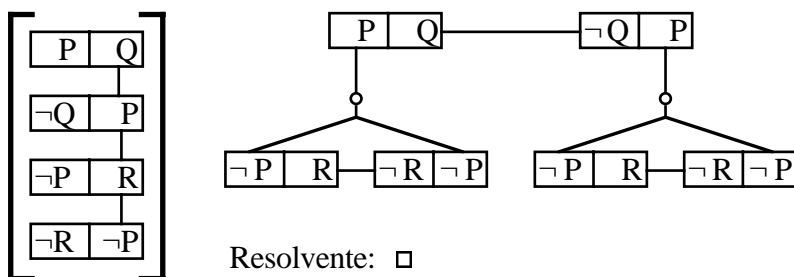 P Q
¬Q P
¬P R
¬R ¬P
P Q ¬Q P
¬P R ¬R ¬P ¬P R ¬R ¬P
Resolvente: □